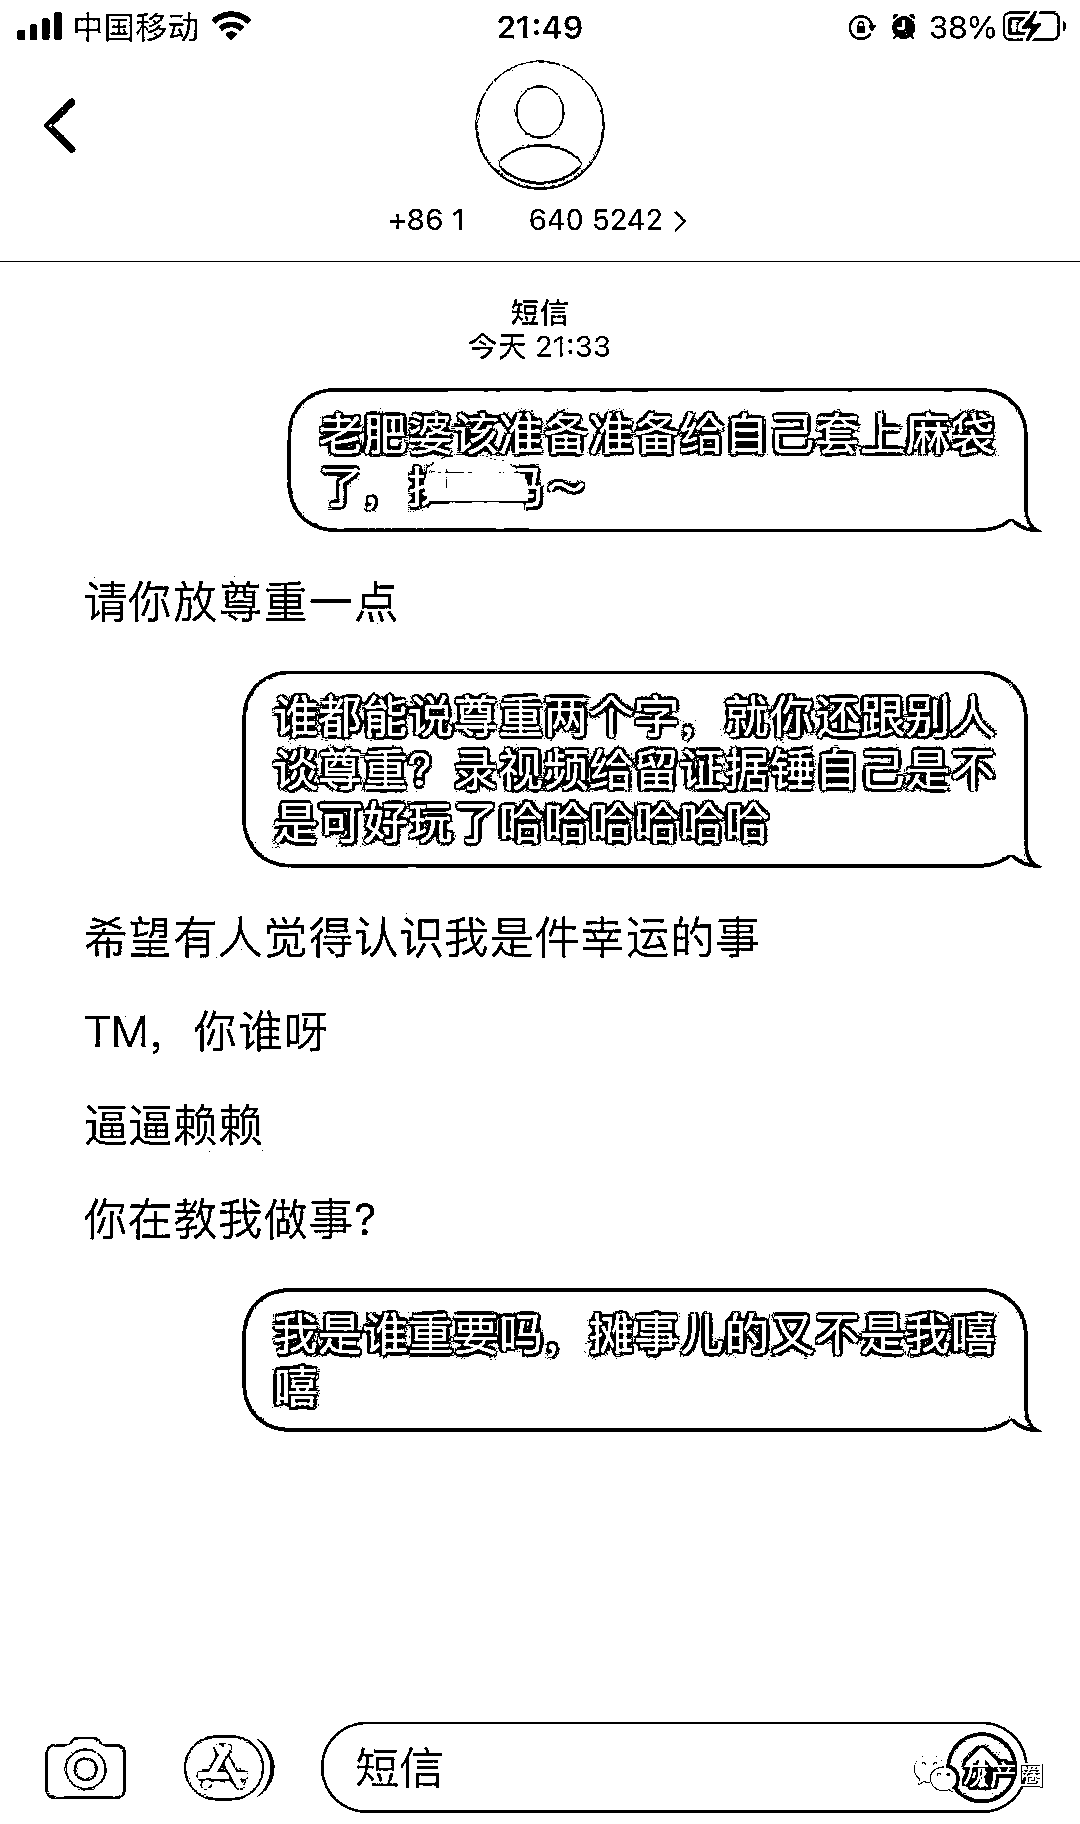 中国移动
21:49
38%
+86 1 640 5242
短信
今天 21:33
老肥婆该准备准备给自己套上麻袋
了，吗～
请你放尊重一点
谁都能说尊重两个字，就你还跟别人
谈尊重？录视频给留证据锤自己是不
是可好玩了哈哈哈哈哈哈
希望有人觉得认识我是件幸运的事
TM，你谁呀
逼逼赖赖
你在教我做事？
我是谁重要吗，摊事儿的又不是我嘻
嘻
短信
灰产圈